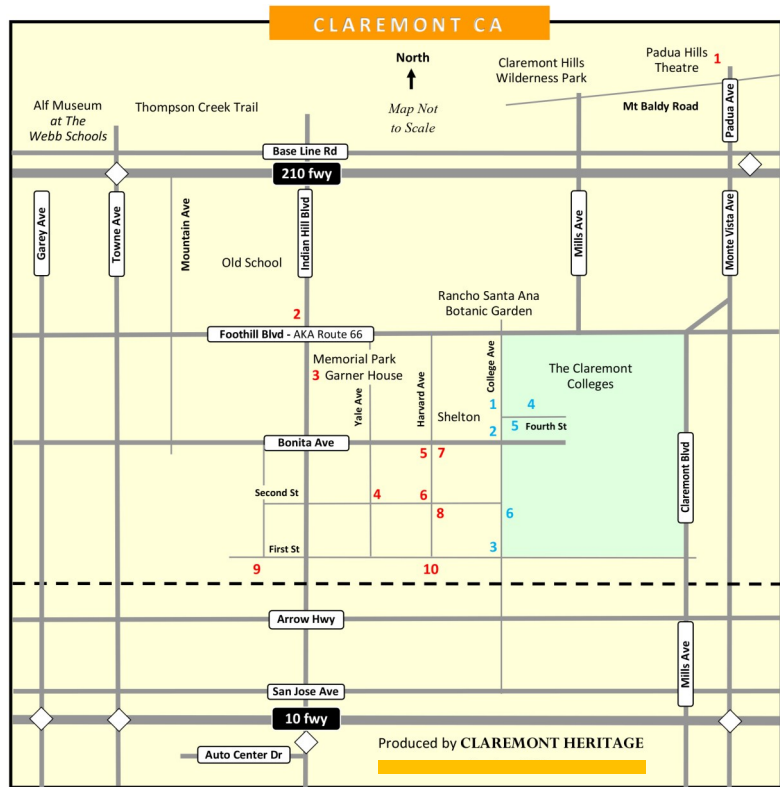 CLAREMONT CA
North
Map Not
to Scale
Claremont Hills
Wilderness Park
Padua Hills
Theatre
1
Alf Museum
at The
Webb Schools
Thompson Creek Trail
Mt Baldy Road
Padua Ave
Base Line Rd
210 fwy
Garey Ave
Towne Ave
Mountain Ave
Indian Hill Blvd
Mills Ave
Monte Vista Ave
Old School
Rancho Santa Ana
Botanic Garden
2
Foothill Blvd - AKA Route 66
Memorial Park
3 Garner House
Yale Ave
Harvard Ave
College Ave
The Claremont
Colleges
Shelton
1
4
2
5
Fourth St
Bonita Ave
Claremont Blvd
5
7
Second St
4
6
8
6
First St
3
9
10
Arrow Hwy
Mills Ave
San Jose Ave
10 fwy
Auto Center Dr
Produced by CLAREMONT HERITAGE